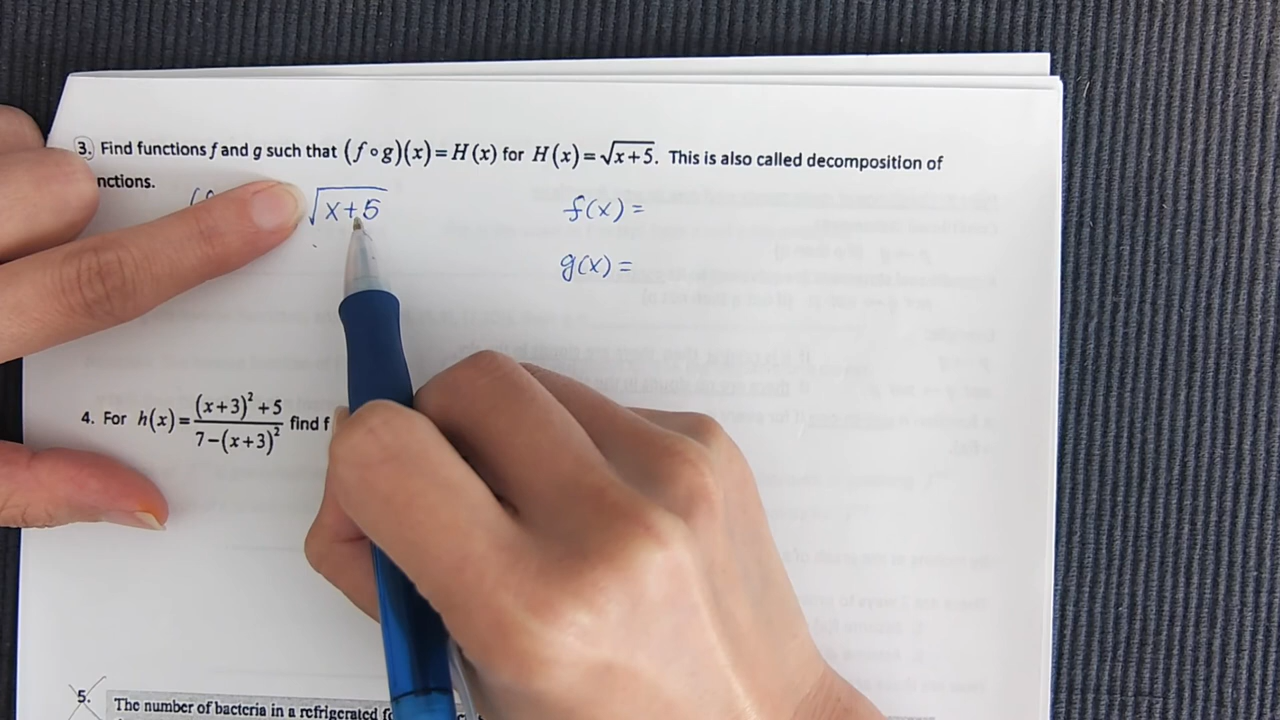 3. Find functions f and g such that (f∘g)(x)=H(x) for H(x)=√(x+5). This is also called decomposition of
nctions.
√(x+5) f(x) =
g(x) =
4. For h(x)=((x+3)²+5)/(7−(x+3)²) find f
5. The number of bacteria in a refrigerated